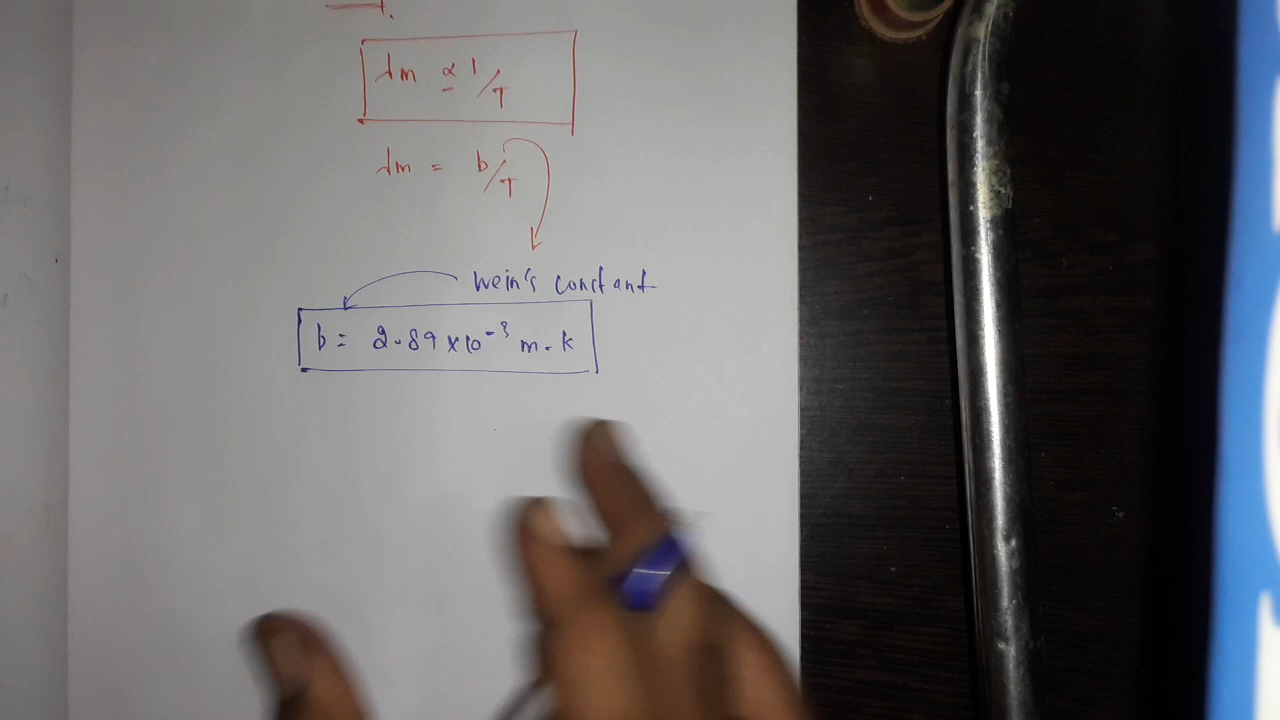 λm ∝ 1/T
λm = b/T
wein's constant
b = 2.89 × 10⁻³ m.k